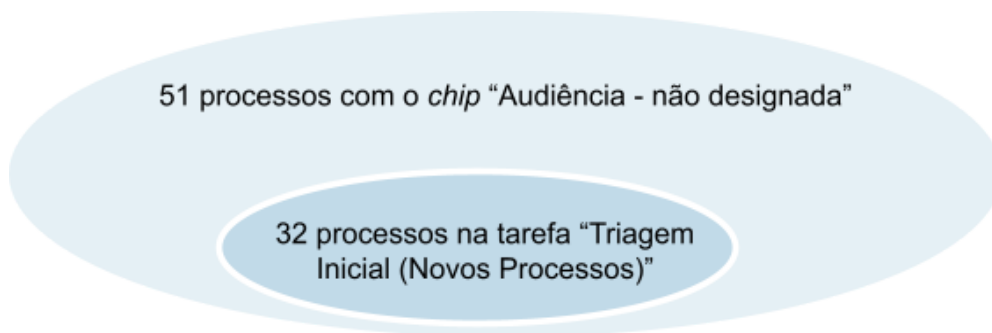 51 processos com o chip “Audiência - não designada”
32 processos na tarefa “Triagem
Inicial (Novos Processos)”